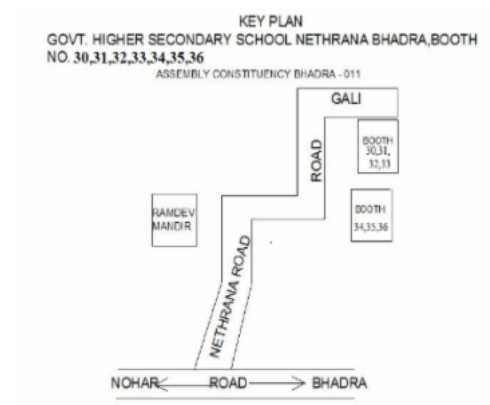 KEY PLAN
GOVT. HIGHER SECONDARY SCHOOL NETHRANA BHADRA,BOOTH
NO. 30,31,32,33,34,35,36
ASSEMBLY CONSTITUENCY BHADRA - 011
GALI
ROAD
BOOTH
30,31,
32,33
RAMDEV
MANDIR
BOOTH
34,35,36
NETHRANA ROAD
NOHAR ROAD BHADRA